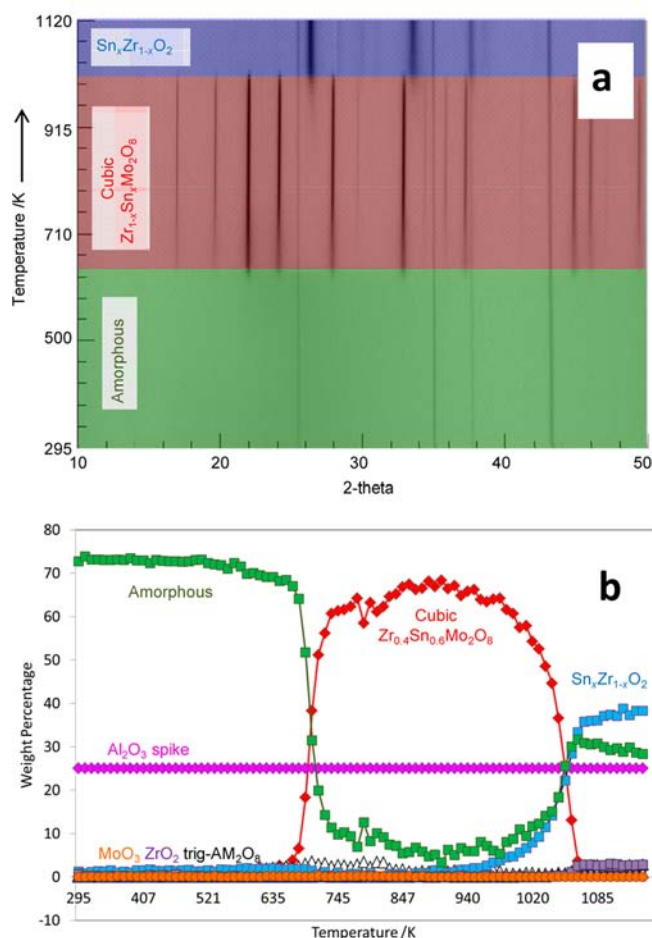 a
1120
915
710
500
295
Temperature /K
SnₓZr₁₋ₓO₂
Cubic
Zr₁₋ₓSnₓMo₂O₈
Amorphous
10 20 30 40 50
2-theta
b
80
70
60
50
40
30
20
10
0
-10
Weight Percentage
Amorphous
Cubic
Zr₀.₄Sn₀.₆Mo₂O₈
SnₓZr₁₋ₓO₂
Al₂O₃ spike
MoO₃ ZrO₂ trig-AM₂O₈
295 407 521 635 745 847 940 1020 1085
Temperature /K